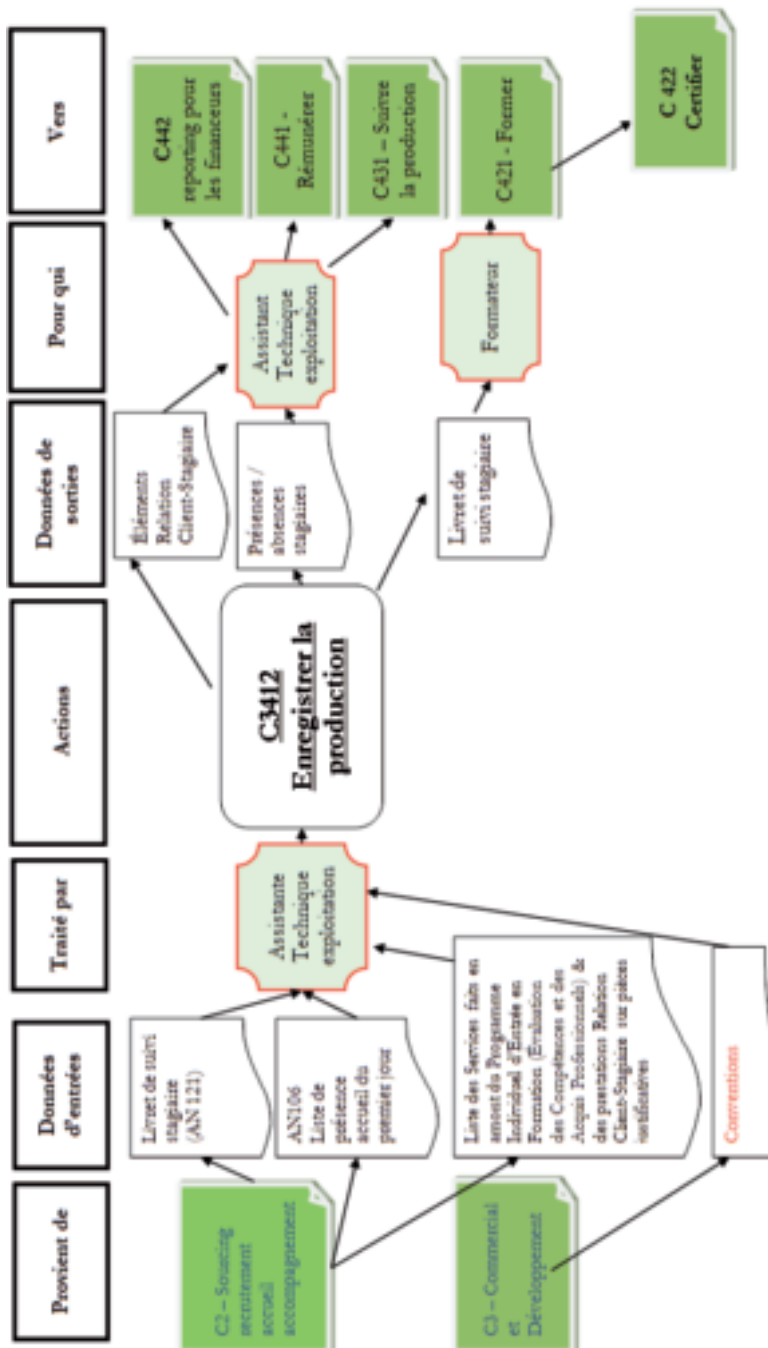 Provient de
Données
d'entrées
Traité par
Actions
Données de
sorties
Pour qui
Vers
C2 – Sourcing
recrutement
accueil
accompagnement
C3 – Commercial
et
Développement
Livret de suivi
stagiaire
(AN 121)
AN106
Liste de
présence
accueil du
premier jour
Liste des Services faits en
amont du Programme
Individuel d'Entrée en
Formation (Evaluation
des Compétences et des
Acquis Professionnels) &
des prestations Relation
Client-Stagiaire sur pièces
justificatives
Conventions
Assistante
Technique
exploitation
C3412
Enregistrer la
production
Éléments
Relation
Client-Stagiaire
Présences /
absences
stagiaires
Livret de
suivi stagiaire
Assistant
Technique
exploitation
Formateur
C442
reporting pour
les financeurs
C441 -
Rémunérer
C431 – Suivre
la production
C421 - Former
C 422
Certifier